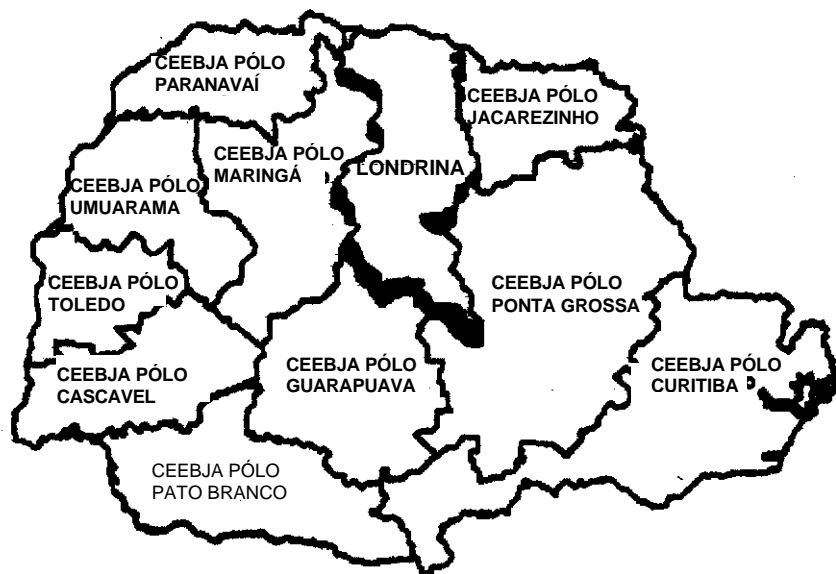 CEEBJA PÓLO
PARANAVAÍ
CEEBJA PÓLO
JACAREZINHO
CEEBJA PÓLO
MARINGÁ
LONDRINA
CEEBJA PÓLO
UMUARAMA
CEEBJA PÓLO
TOLEDO
CEEBJA PÓLO
PONTA GROSSA
CEEBJA PÓLO
CASCAVEL
CEEBJA PÓLO
GUARAPUAVA
CEEBJA PÓLO
CURITIBA
CEEBJA PÓLO
PATO BRANCO